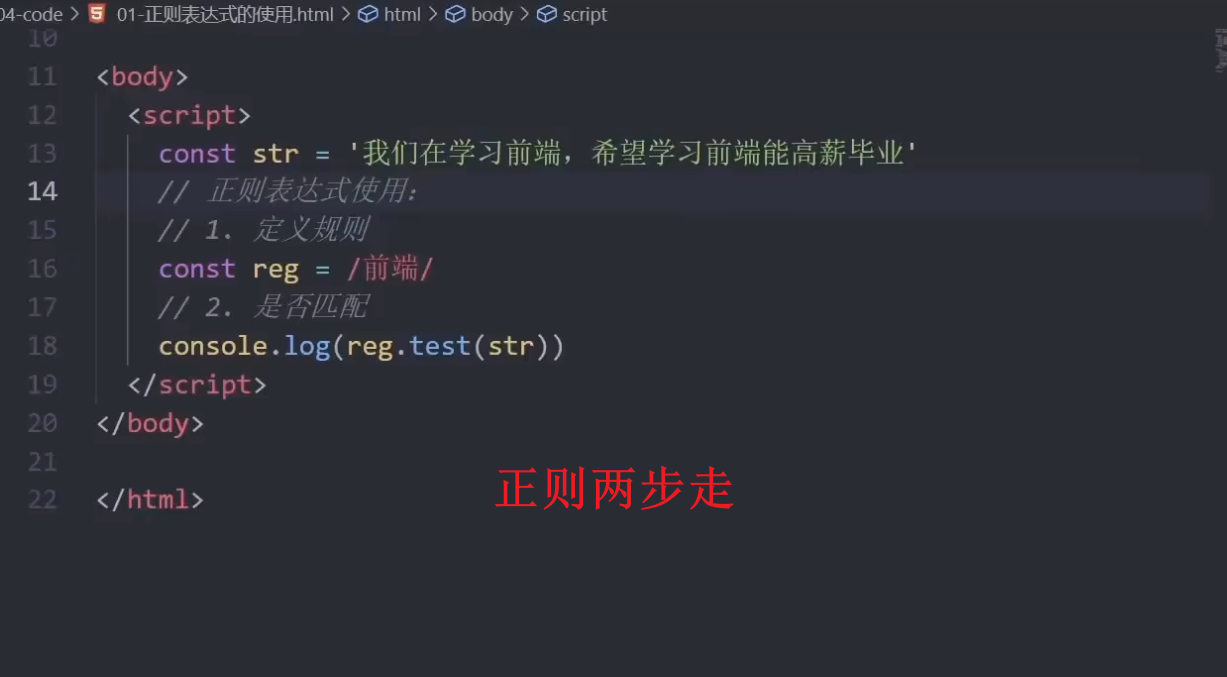 04-code > 01-正则表达式的使用.html > html > body > script
10
11 <body>
12 <script>
13 const str = '我们在学习前端，希望学习前端能高薪毕业'
14 // 正则表达式使用：
15 // 1. 定义规则
16 const reg = /前端/
17 // 2. 是否匹配
18 console.log(reg.test(str))
19 </script>
20 </body>
21
22 </html>
正则两步走